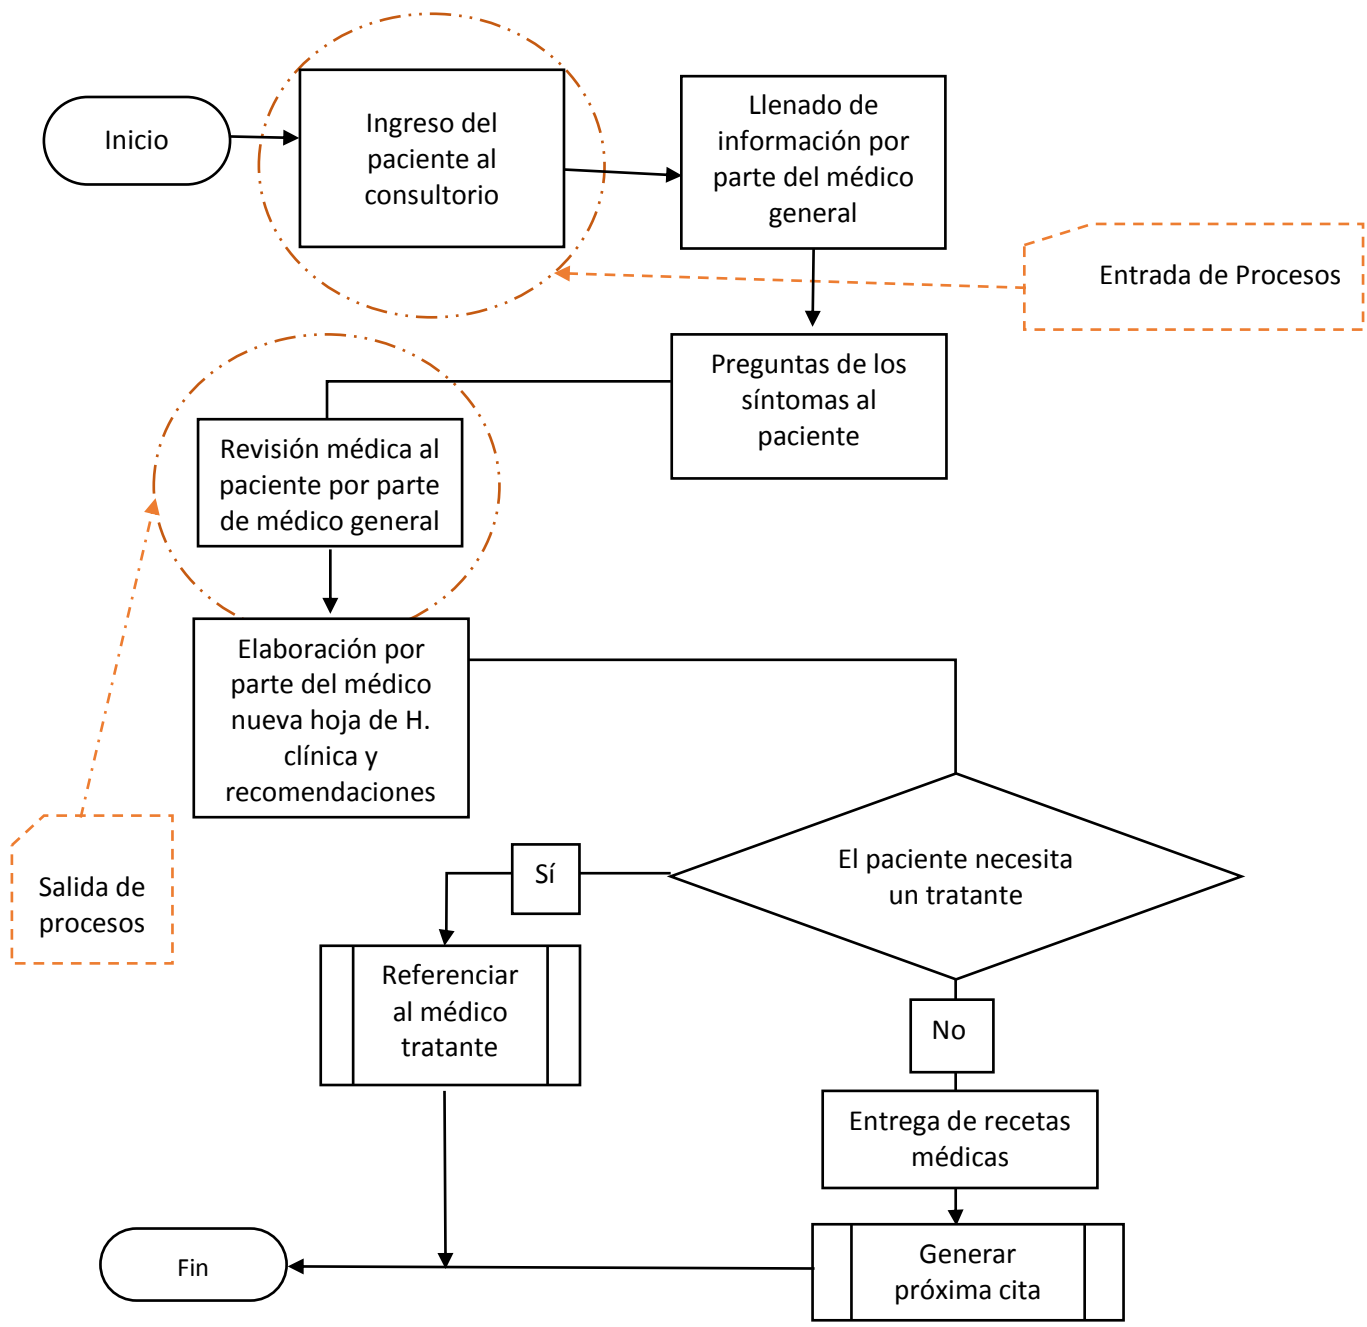 Inicio
Ingreso del
paciente al
consultorio
Llenado de
información por
parte del médico
general
Entrada de Procesos
Preguntas de los
síntomas al
paciente
Revisión médica al
paciente por parte
de médico general
Elaboración por
parte del médico
nueva hoja de H.
clínica y
recomendaciones
Salida de
procesos
El paciente necesita
un tratante
Sí
No
Referenciar
al médico
tratante
Entrega de recetas
médicas
Generar
próxima cita
Fin